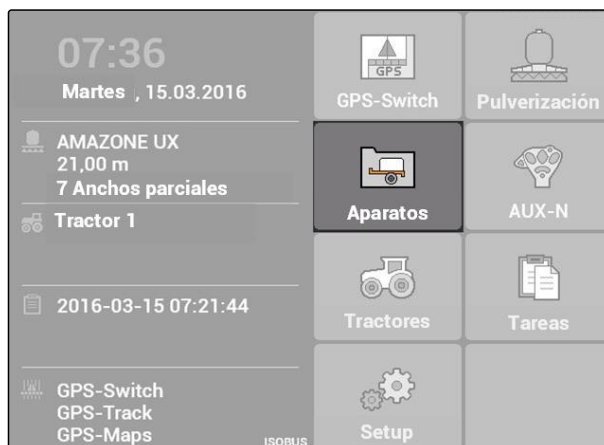 07:36
Martes , 15.03.2016
AMAZONE UX
21,00 m
7 Anchos parciales
Tractor 1
2016-03-15 07:21:44
GPS-Switch
GPS-Track
GPS-Maps
ISOBUS
GPS
GPS-Switch
Pulverización
Aparatos
AUX-N
Tractores
Tareas
Setup